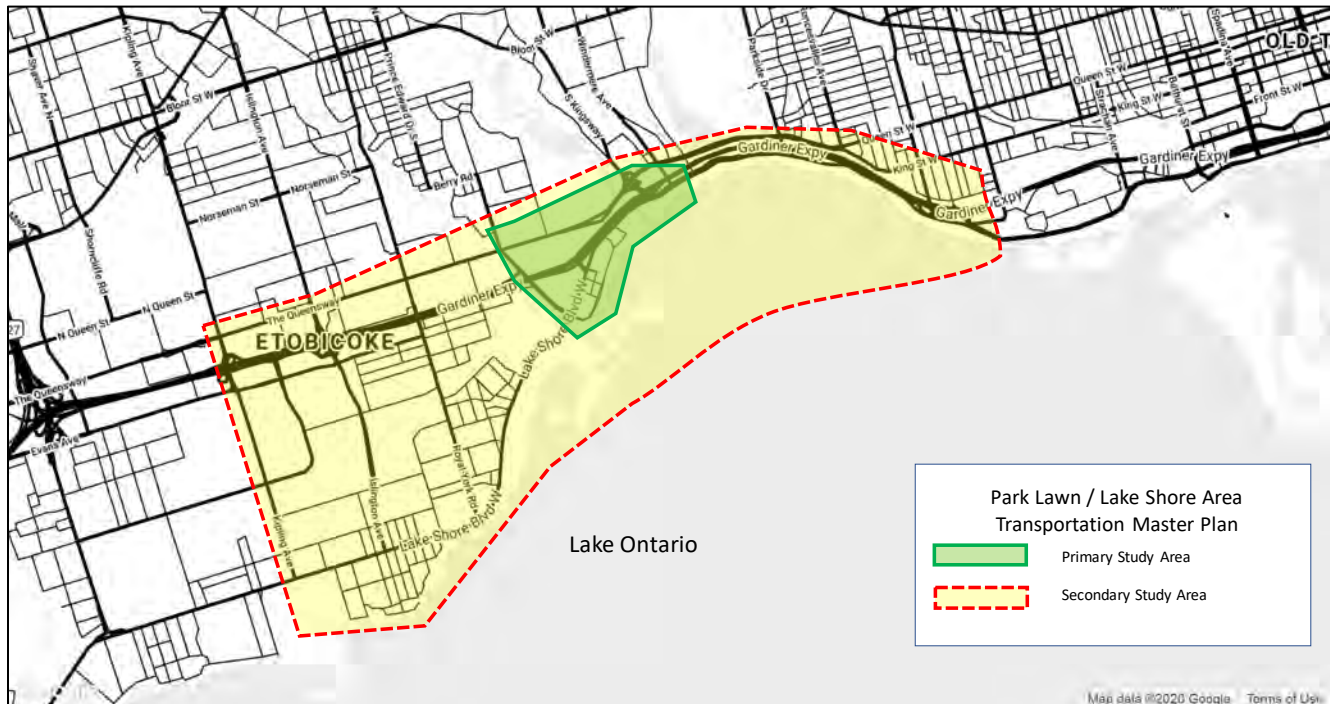 Shaver Ave N
Kipling Ave
Islington Ave
Bloor St W
Prince Edward Dr S
Bloor St W
Windermere Ave
S Kingsway
Parkside Dr
Roncesvalles Ave
Spadina Ave
OLD T
Queen St W
King St W
Strachan Ave
Bathurst St
Front St W
Gardiner Expy
Norseman St
Norseman St
Berry Rd
Gardiner Expy
Queen St W
King St W
Gardiner Expy
Shorncliffe Rd
N Queen St
N Queen St
27
The Queensway
Gardiner Expy
ETOBICOKE
Lake Shore Blvd W
Lake Shore Blvd W
The Queensway
Evans Ave
Royal York Rd
Islington Ave
Kipling Ave
Lake Shore Blvd W
Lake Ontario
Park Lawn / Lake Shore Area
Transportation Master Plan
Primary Study Area
Secondary Study Area
Map data ©2020 Google Terms of Use